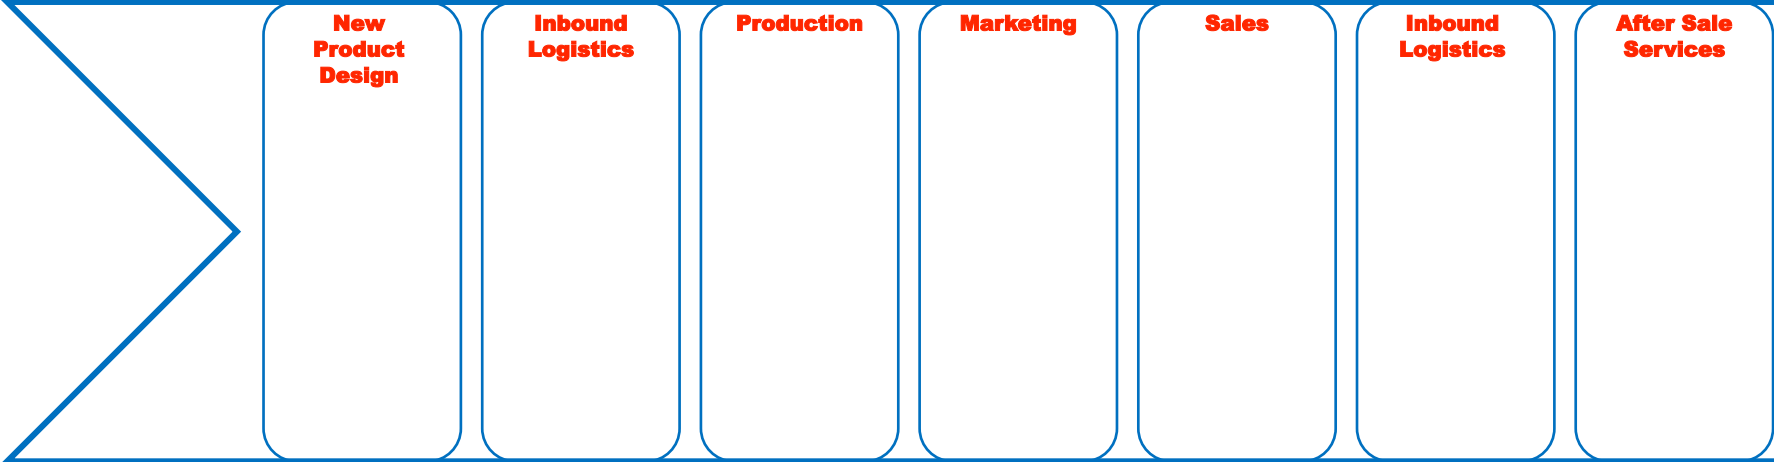 New
Product
Design
Inbound
Logistics
Production
Marketing
Sales
Inbound
Logistics
After Sale
Services